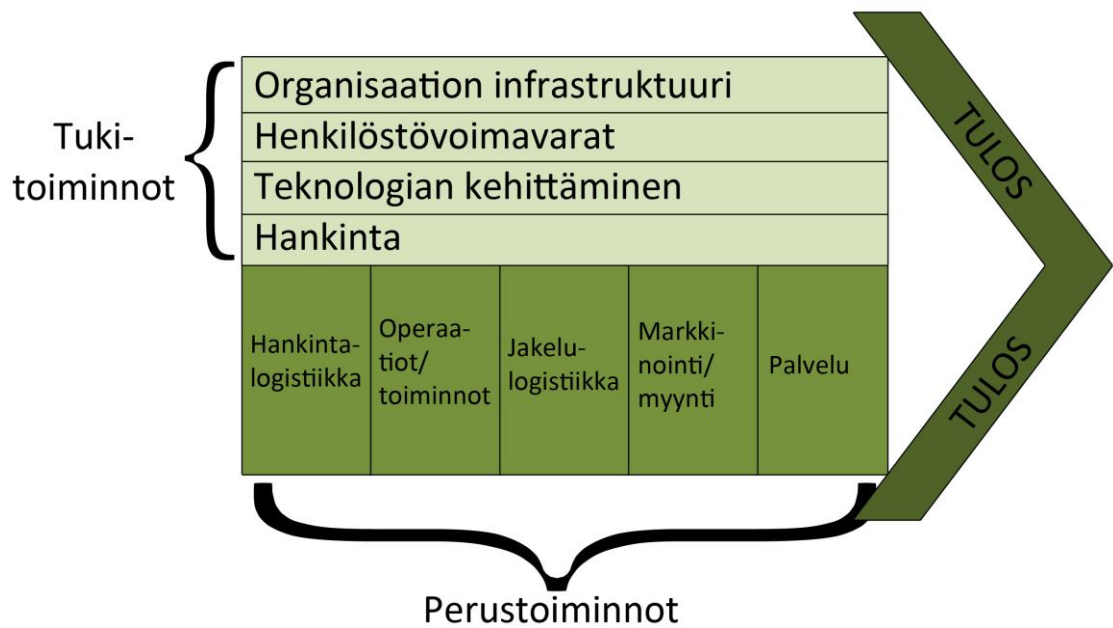 Tuki-
toiminnot
Organisaation infrastruktuuri
Henkilöstövoimavarat
Teknologian kehittäminen
Hankinta
Hankinta-
logistiikka
Operaa-
tiot/
toiminnot
Jakelu-
logistiikka
Markki-
nointi/
myynti
Palvelu
TULOS
TULOS
Perustoiminnot